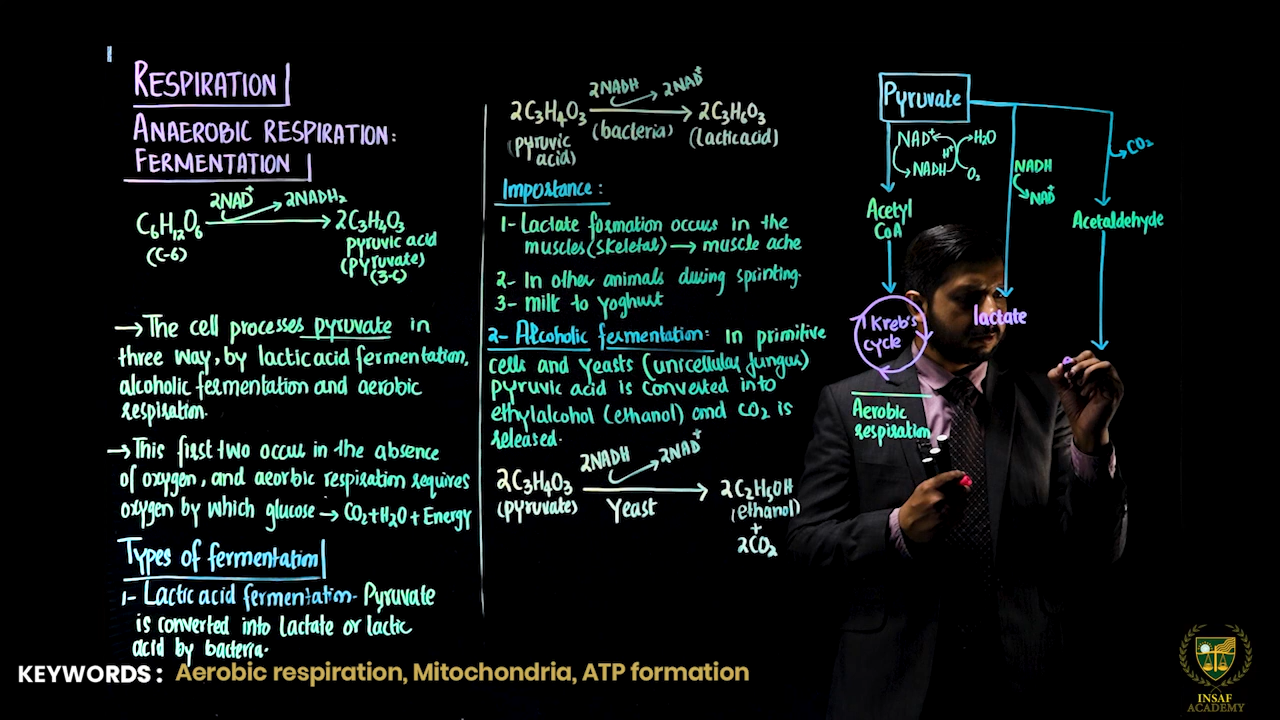 RESPIRATION
ANAEROBIC RESPIRATION:
FERMENTATION
2NAD⁺ → 2NADH₂
C₆H₁₂O₆ → 2C₃H₄O₃
(C-6)
pyruvic acid
(pyruvate)
(3-C)
→ The cell processes pyruvate in
three way, by lactic acid fermentation,
alcoholic fermentation and aerobic
respiration.
→ This first two occur in the absence
of oxygen, and aeorbic respiration requires
oxygen by which glucose → CO₂+H₂O+Energy
Types of fermentation
1- Lactic acid fermentation- Pyruvate
is converted into Lactate or lactic
acid by bacteria.
2NADH → 2NAD⁺
2C₃H₄O₃ → 2C₃H₆O₃
(pyruvic acid) (bacteria) (lactic acid)
Importance:
1- Lactate formation occurs in the
muscles (skeletal) → muscle ache
2- In other animals during sprinting.
3- milk to yoghurt
2- Alcoholic fermentation: In primitive
cells and yeasts (unicellular fungus)
pyruvic acid is converted into
ethylalcohol (ethanol) and CO₂ is
released.
2NADH → 2NAD⁺
2C₃H₄O₃ → 2C₂H₅OH
(pyruvate) Yeast (ethanol)
+
2CO₂
Pyruvate
NAD⁺ H₂O
H⁺
NADH O₂
NADH
NAD⁺
CO₂
Acetyl
CoA
Acetaldehyde
Kreb's
cycle
lactate
Aerobic
respiration
KEYWORDS: Aerobic respiration, Mitochondria, ATP formation
INSAF
ACADEMY